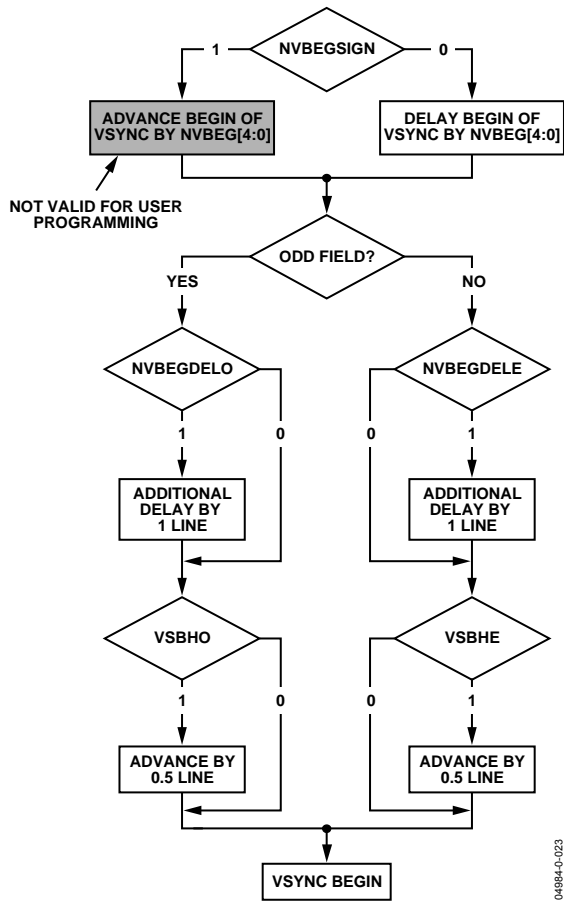 NVBEGSIGN
1
0
ADVANCE BEGIN OF
VSYNC BY NVBEG[4:0]
DELAY BEGIN OF
VSYNC BY NVBEG[4:0]
NOT VALID FOR USER
PROGRAMMING
ODD FIELD?
YES
NO
NVBEGDELO
NVBEGDELE
1
0
0
1
ADDITIONAL
DELAY BY
1 LINE
ADDITIONAL
DELAY BY
1 LINE
VSBHO
VSBHE
1
0
0
1
ADVANCE BY
0.5 LINE
ADVANCE BY
0.5 LINE
VSYNC BEGIN
04984-0-023